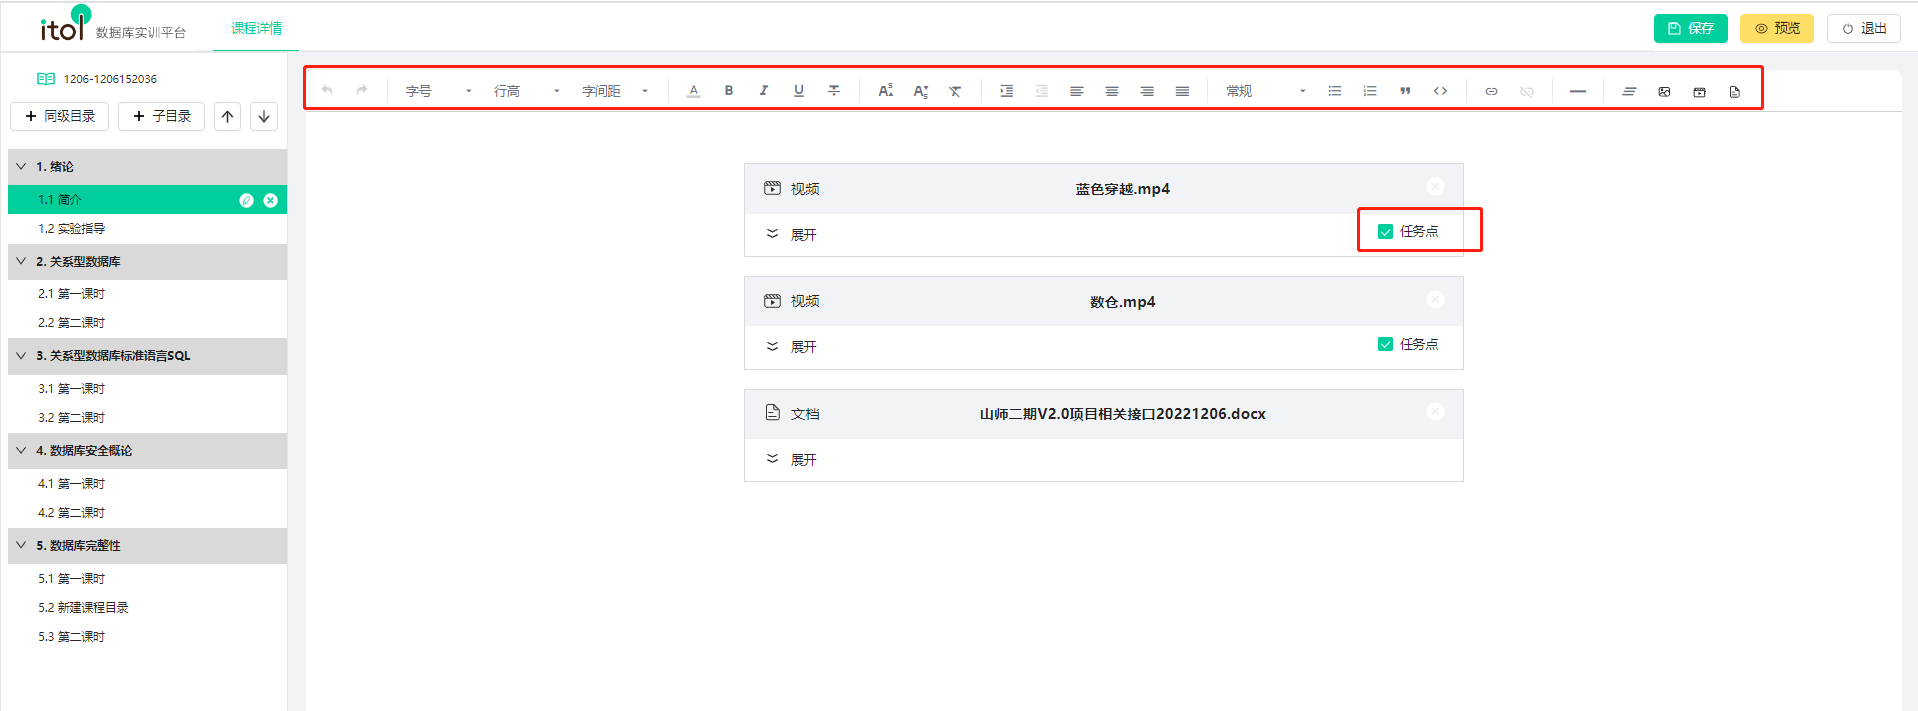 itol 数据库实训平台
课程详情
保存
预览
退出
1206-1206152036
同级目录
子目录
1. 绪论
1.1 简介
1.2 实验指导
2. 关系型数据库
2.1 第一课时
2.2 第二课时
3. 关系型数据库标准语言SQL
3.1 第一课时
3.2 第二课时
4. 数据库安全概论
4.1 第一课时
4.2 第二课时
5. 数据库完整性
5.1 第一课时
5.2 新建课程目录
5.3 第二课时
字号 行高 字间距 常规
视频 蓝色穿越.mp4
展开 任务点
视频 数仓.mp4
展开 任务点
文档 山师二期V2.0项目相关接口20221206.docx
展开